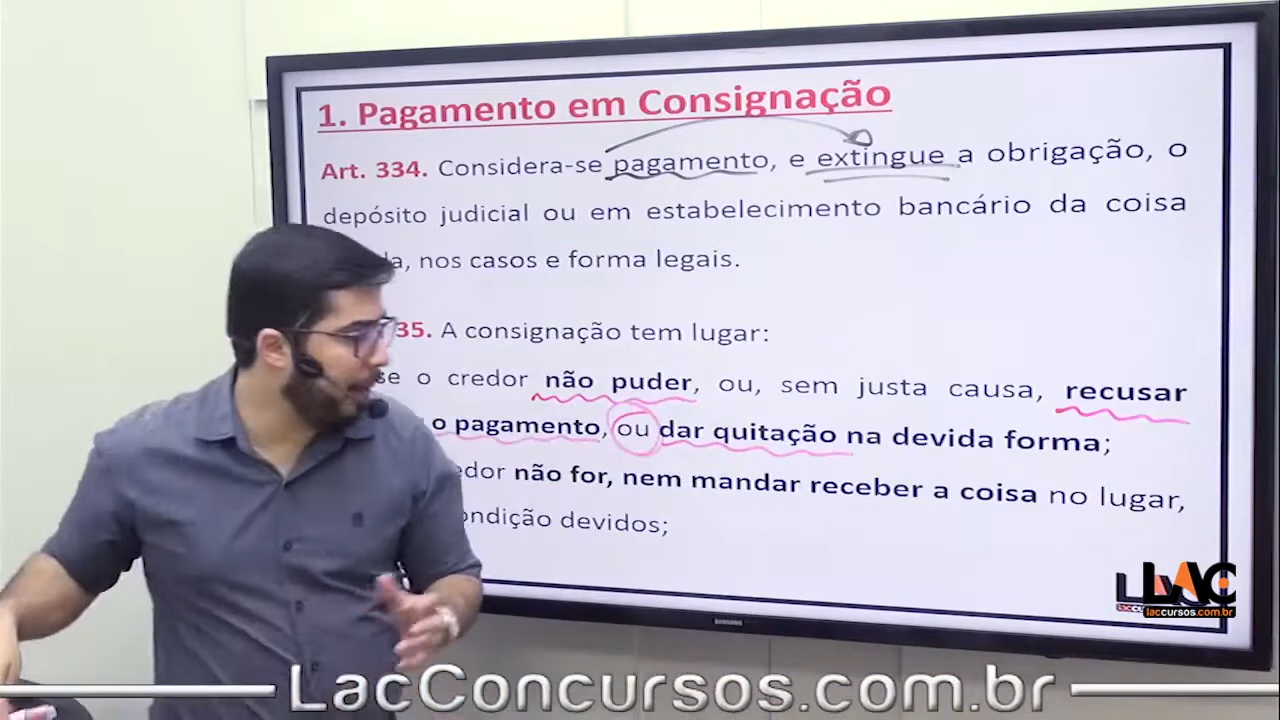 1. Pagamento em Consignação
Art. 334. Considera-se pagamento, e extingue a obrigação, o
depósito judicial ou em estabelecimento bancário da coisa
nos casos e forma legais.
35. A consignação tem lugar:
se o credor não puder, ou, sem justa causa, recusar
o pagamento, ou dar quitação na devida forma;
não for, nem mandar receber a coisa no lugar,
devidos;
SAMSUNG
LAC
laccursos.com.br
LacConcursos.com.br